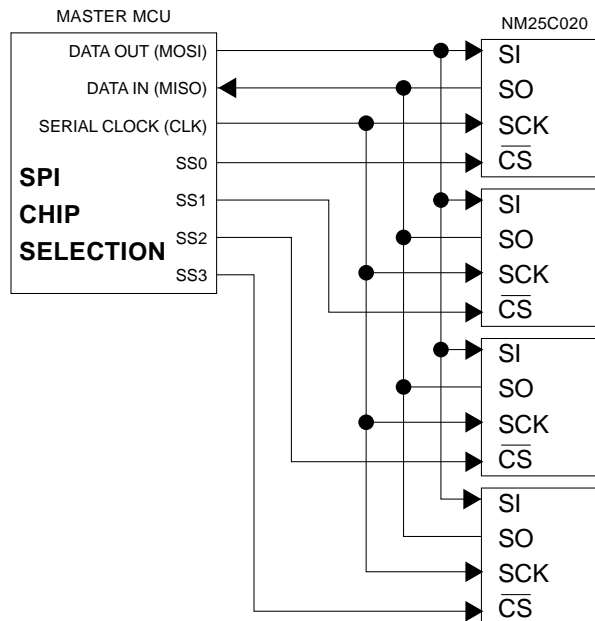 MASTER MCU
DATA OUT (MOSI)
DATA IN (MISO)
SERIAL CLOCK (CLK)
SS0
SPI
SS1
CHIP
SS2
SELECTION
SS3
NM25C020
SI
SO
SCK
CS
SI
SO
SCK
CS
SI
SO
SCK
CS
SI
SO
SCK
CS